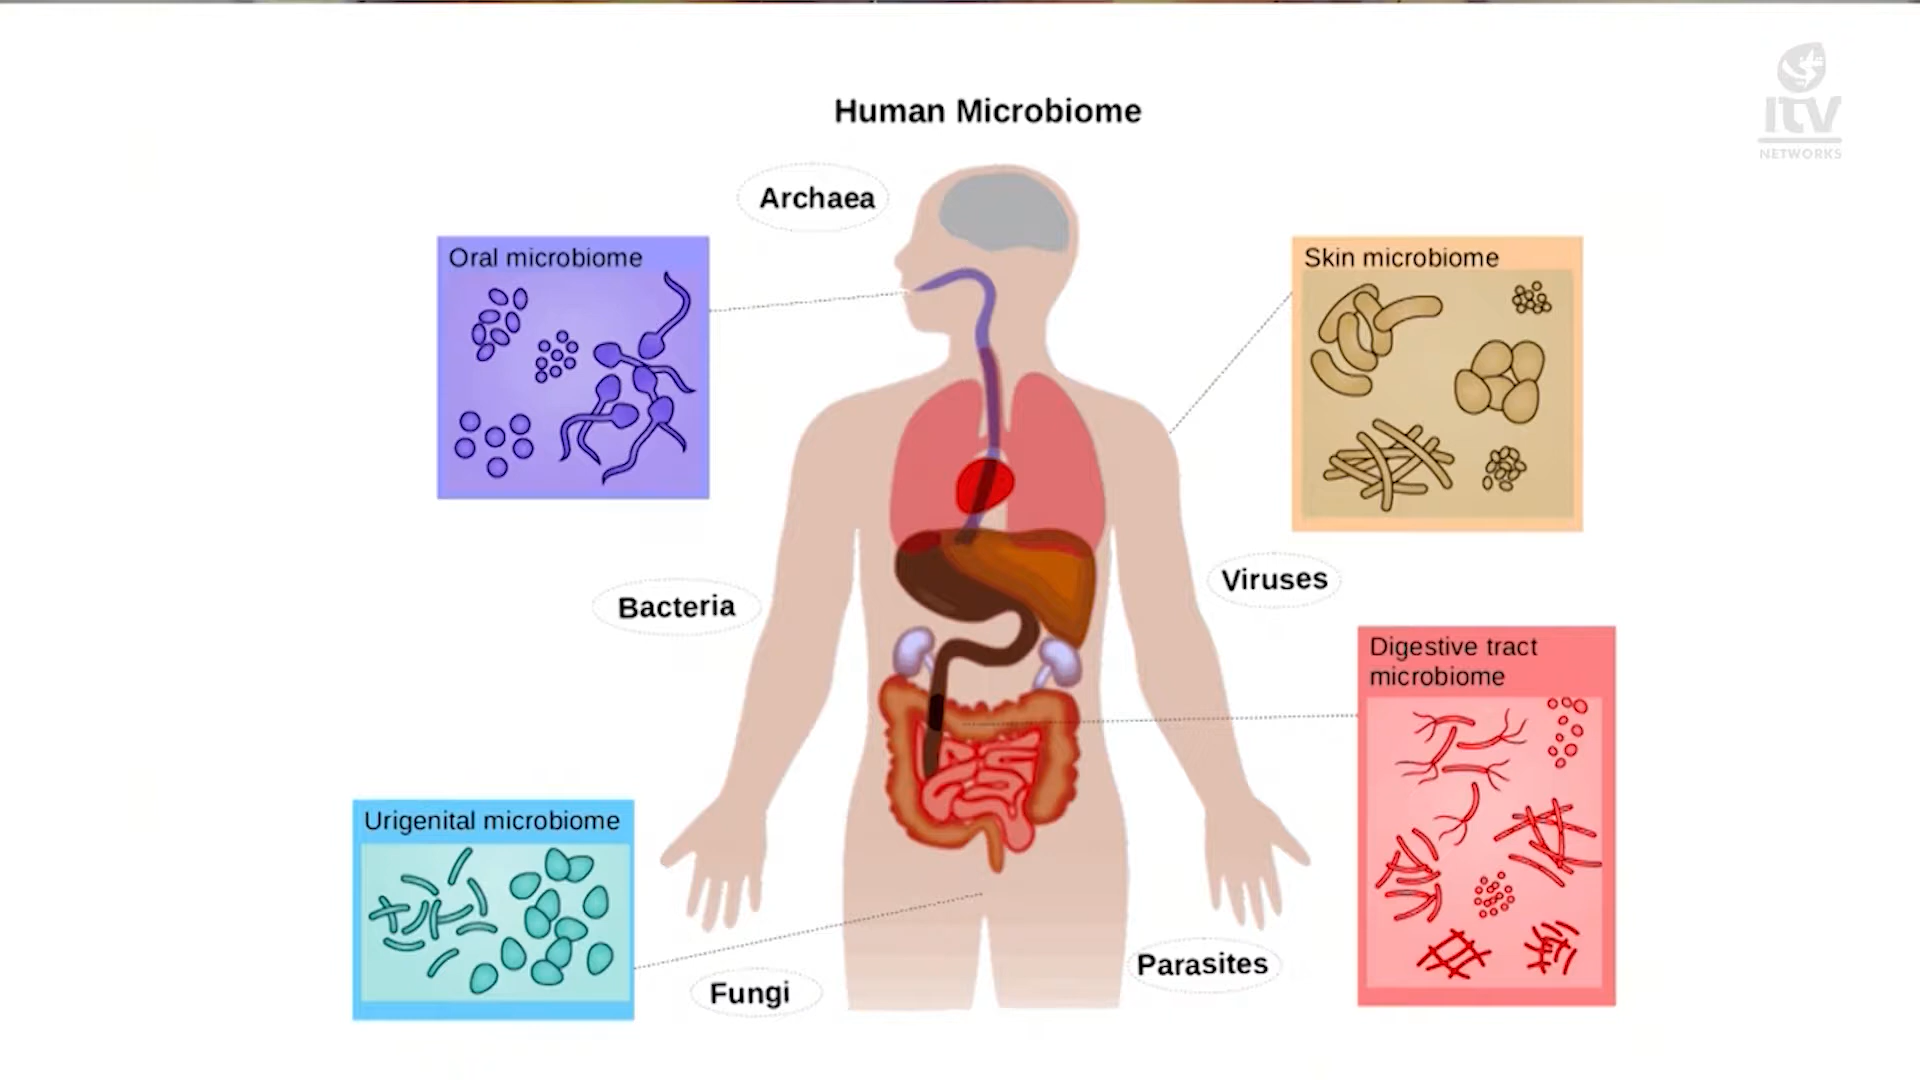 Human Microbiome
ITV
NETWORKS
Archaea
Oral microbiome
Skin microbiome
Viruses
Bacteria
Digestive tract
microbiome
Urigenital microbiome
Parasites
Fungi